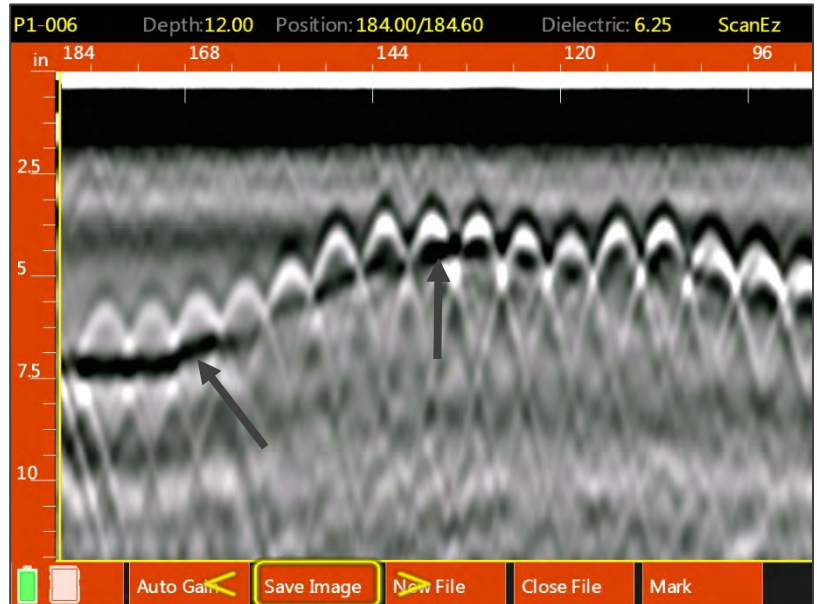 P1-006 Depth:12.00 Position:184.00/184.60 Dielectric:6.25 ScanEz
in 184 168 144 120 96
2.5
5
7.5
10
Auto Gain < Save Image > New File Close File Mark